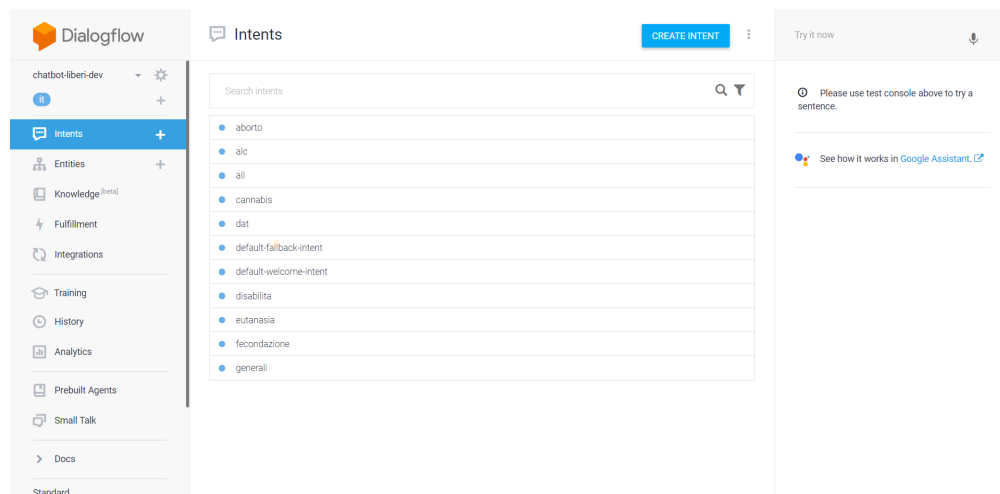 Dialogflow
chatbot-liberi-dev
it
Intents
Entities
Knowledge [beta]
Fulfillment
Integrations
Training
History
Analytics
Prebuilt Agents
Small Talk
Docs
Standard
Intents
CREATE INTENT
Search intents
aborto
alc
all
cannabis
dat
default-fallback-intent
default-welcome-intent
disabilita
eutanasia
fecondazione
generali
Try it now
Please use test console above to try a
sentence.
See how it works in Google Assistant.